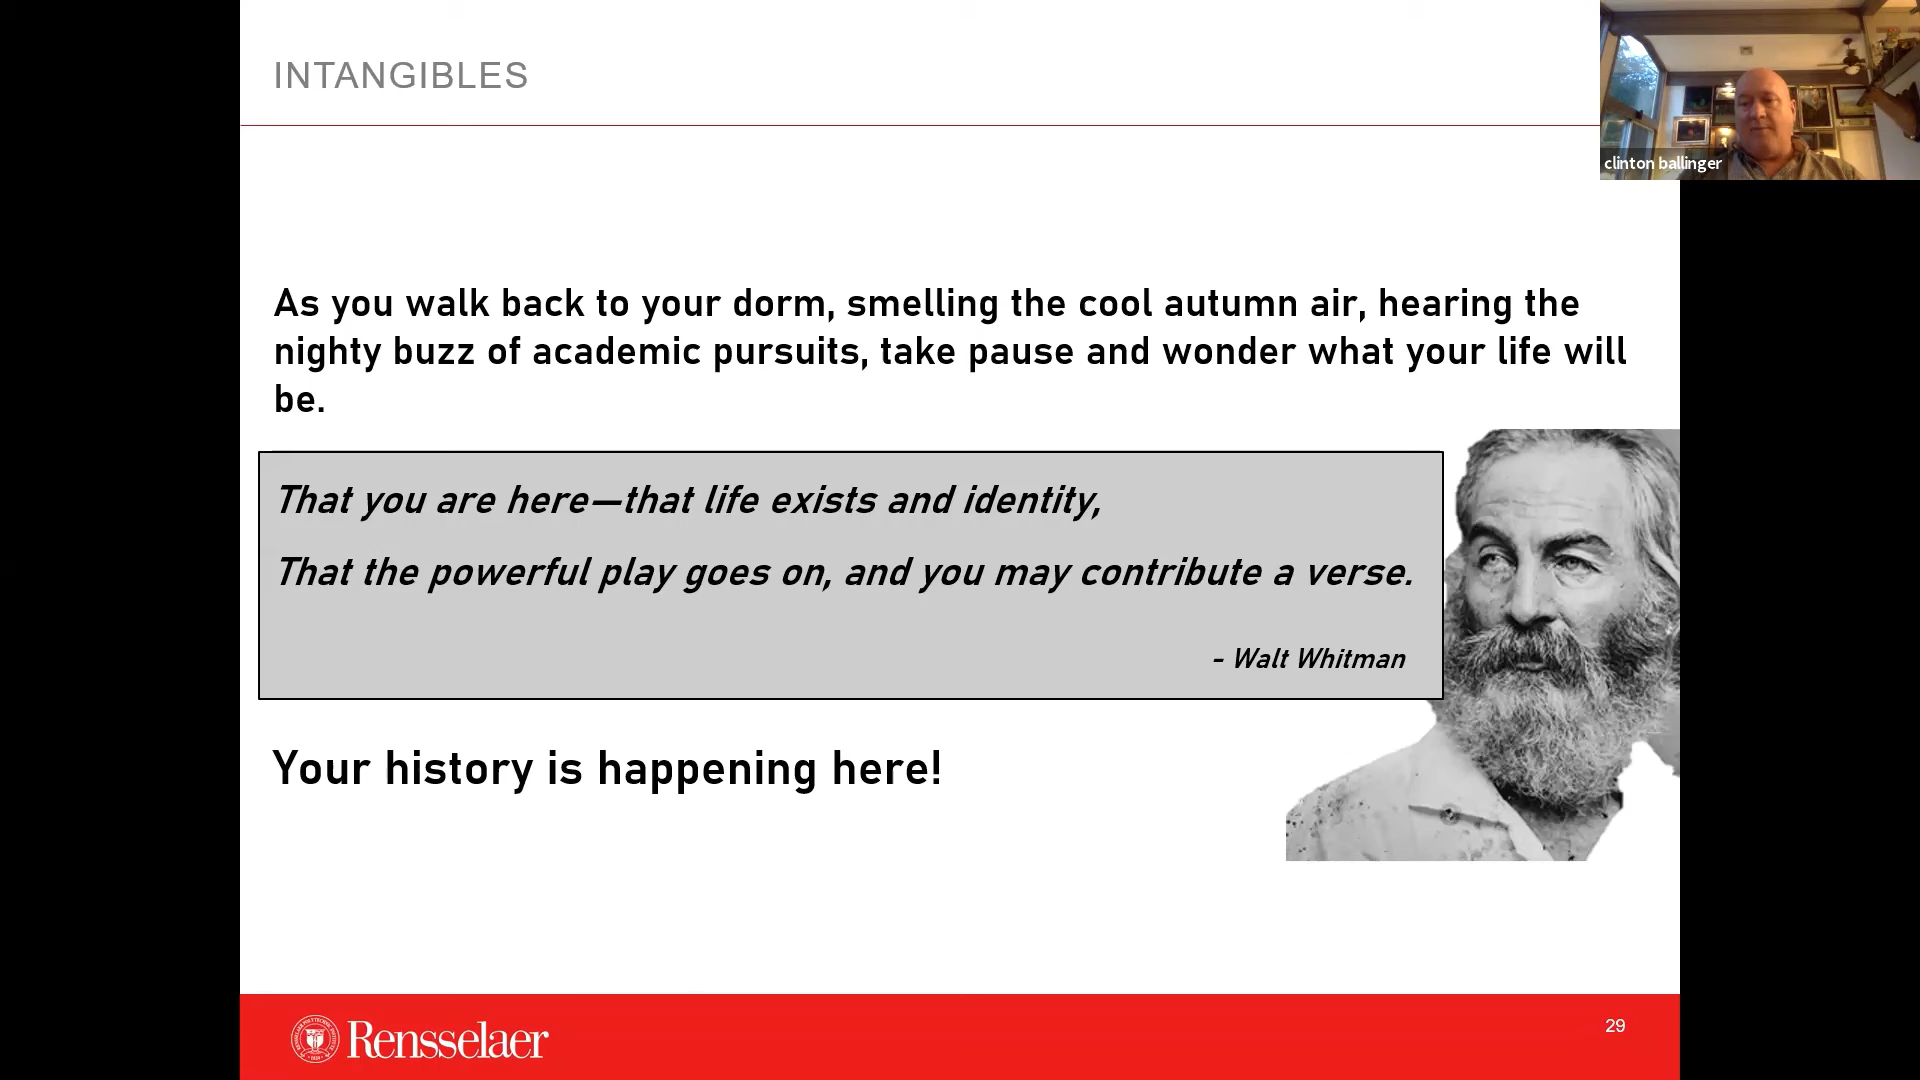 INTANGIBLES
clinton ballinger
As you walk back to your dorm, smelling the cool autumn air, hearing the
nighty buzz of academic pursuits, take pause and wonder what your life will
be.
That you are here—that life exists and identity,
That the powerful play goes on, and you may contribute a verse.
- Walt Whitman
Your history is happening here!
Rensselaer
29